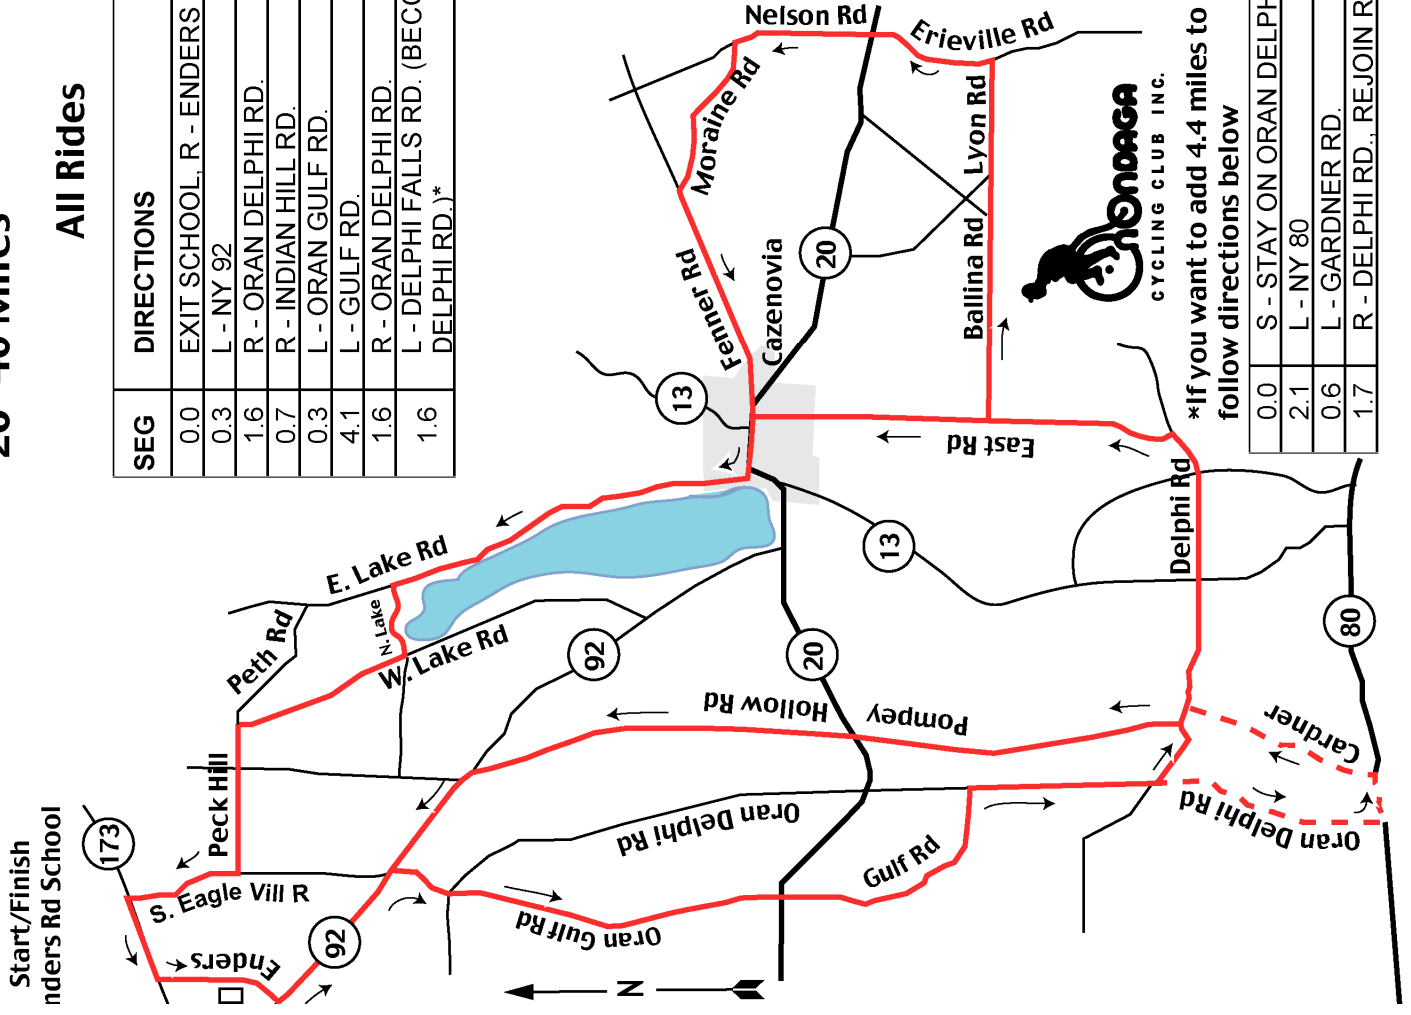 All Rides
SEG DIRECTIONS
0.0 EXIT SCHOOL, R - ENDERS
0.3 L - NY 92
1.6 R - ORAN DELPHI RD.
0.7 R - INDIAN HILL RD.
0.3 L - ORAN GULF RD.
4.1 L - GULF RD.
1.6 R - ORAN DELPHI RD.
1.6 L - DELPHI FALLS RD. (BECO
DELPHI RD.)*
Nelson Rd
Erieville Rd
Moraine Rd
Lyon Rd
Fenner Rd
Cazenovia
20
Ballina Rd
13
East Rd
ONONDAGA
CYCLING CLUB INC.
*If you want to add 4.4 miles to
follow directions below
0.0 S - STAY ON ORAN DELPH
2.1 L - NY 80
0.6 L - GARDNER RD.
1.7 R - DELPHI RD., REJOIN R
E. Lake Rd
N. Lake
W. Lake Rd
Peth Rd
92
20
13
Delphi Rd
80
Pompey Hollow Rd
Gardner
Peck Hill
173
S. Eagle Vill R
Oran Delphi Rd
Gulf Rd
Oran Delphi Rd
Oran Gulf Rd
92
Enders
Start/Finish
nders Rd School
N